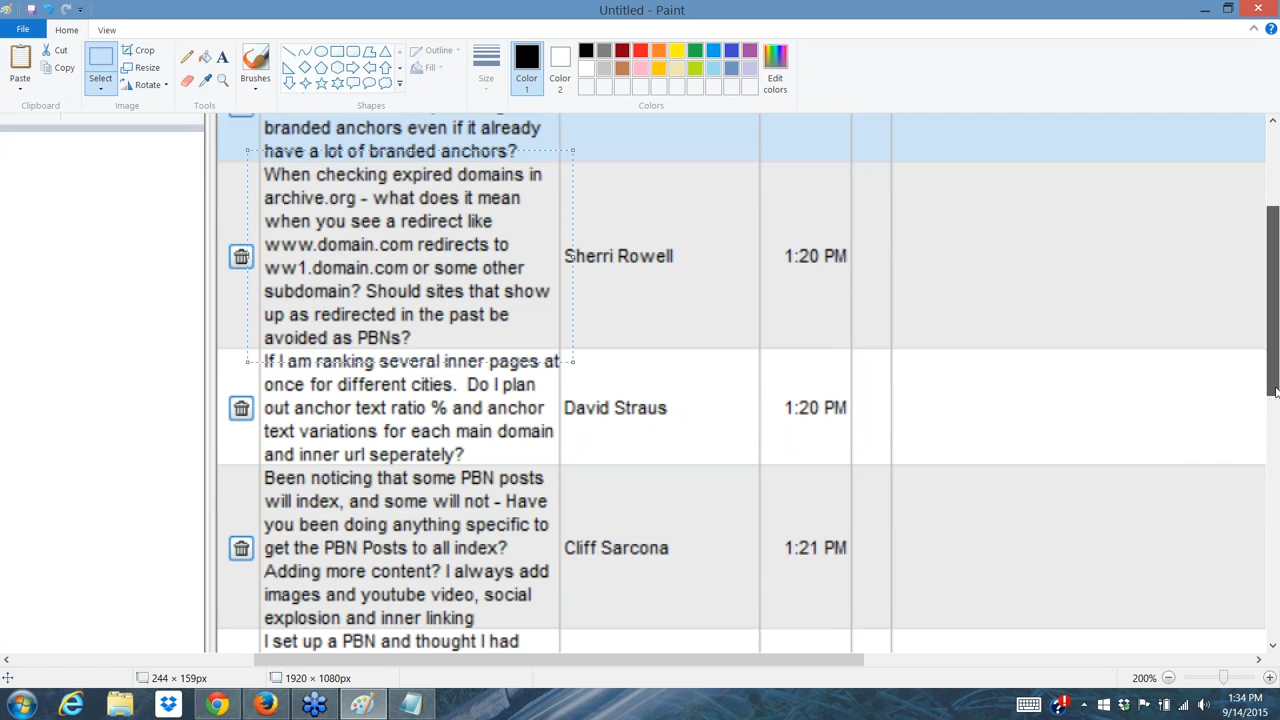 Untitled - Paint
File
Home
View
Paste
Cut
Copy
Clipboard
Select
Crop
Resize
Rotate
Image
A
Tools
Brushes
Outline
Fill
Shapes
Size
Color
1
Color
2
Edit
colors
Colors
branded anchors even if it already
have a lot of branded anchors?
When checking expired domains in
archive.org - what does it mean
when you see a redirect like
www.domain.com redirects to
ww1.domain.com or some other
subdomain? Should sites that show
up as redirected in the past be
avoided as PBNs?
Sherri Rowell
1:20 PM
If I am ranking several inner pages at
once for different cities.  Do I plan
out anchor text ratio % and anchor
text variations for each main domain
and inner url seperately?
David Straus
1:20 PM
Been noticing that some PBN posts
will index, and some will not - Have
you been doing anything specific to
get the PBN Posts to all index?
Adding more content? I always add
images and youtube video, social
explosion and inner linking
Cliff Sarcona
1:21 PM
I set up a PBN and thought I had
244 × 159px
1920 × 1080px
200%
1:34 PM
9/14/2015